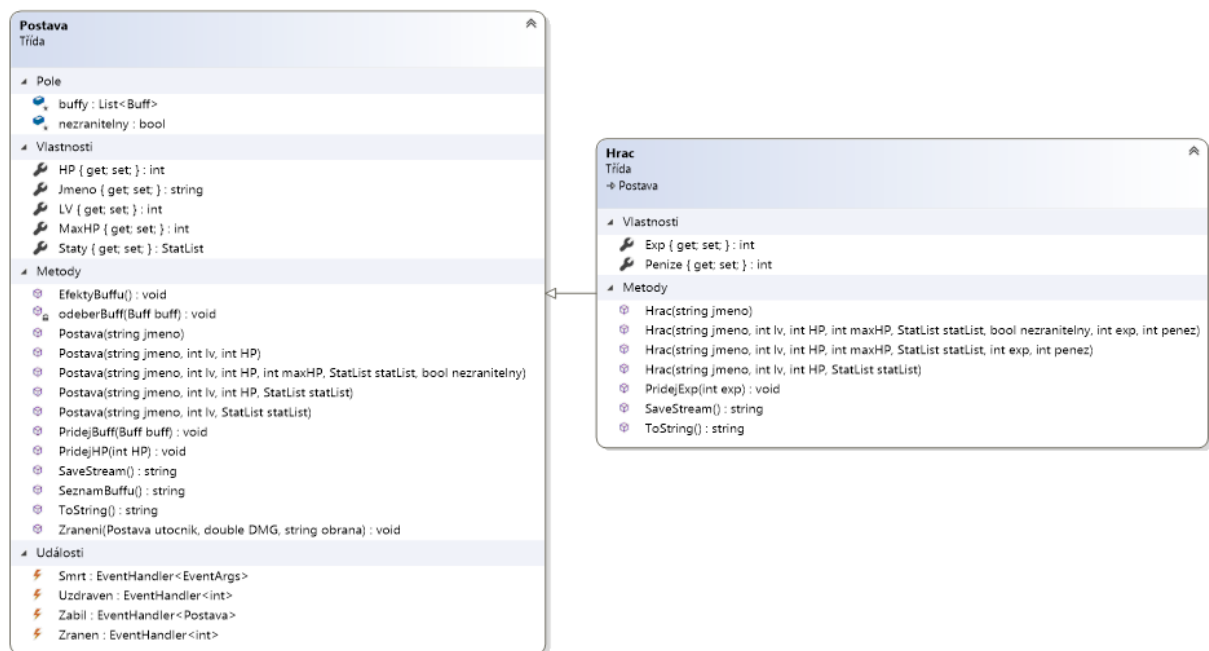 Postava
Třída
Pole
buffy : List<Buff>
nezranitelny : bool
Vlastnosti
HP { get; set; } : int
Jmeno { get; set; } : string
LV { get; set; } : int
MaxHP { get; set; } : int
Staty { get; set; } : StatList
Metody
EfektyBuffu() : void
odeberBuff(Buff buff) : void
Postava(string jmeno)
Postava(string jmeno, int lv, int HP)
Postava(string jmeno, int lv, int HP, int maxHP, StatList statList, bool nezranitelny)
Postava(string jmeno, int lv, int HP, StatList statList)
Postava(string jmeno, int lv, StatList statList)
PridejBuff(Buff buff) : void
PridejHP(int HP) : void
SaveStream() : string
SeznamBuffu() : string
ToString() : string
Zraneni(Postava utocnik, double DMG, string obrana) : void
Události
Smrt : EventHandler<EventArgs>
Uzdraven : EventHandler<int>
Zabil : EventHandler<Postava>
Zranen : EventHandler<int>
Hrac
Třída
Postava
Vlastnosti
Exp { get; set; } : int
Penize { get; set; } : int
Metody
Hrac(string jmeno)
Hrac(string jmeno, int lv, int HP, int maxHP, StatList statList, bool nezranitelny, int exp, int penez)
Hrac(string jmeno, int lv, int HP, int maxHP, StatList statList, int exp, int penez)
Hrac(string jmeno, int lv, int HP, StatList statList)
PridejExp(int exp) : void
SaveStream() : string
ToString() : string